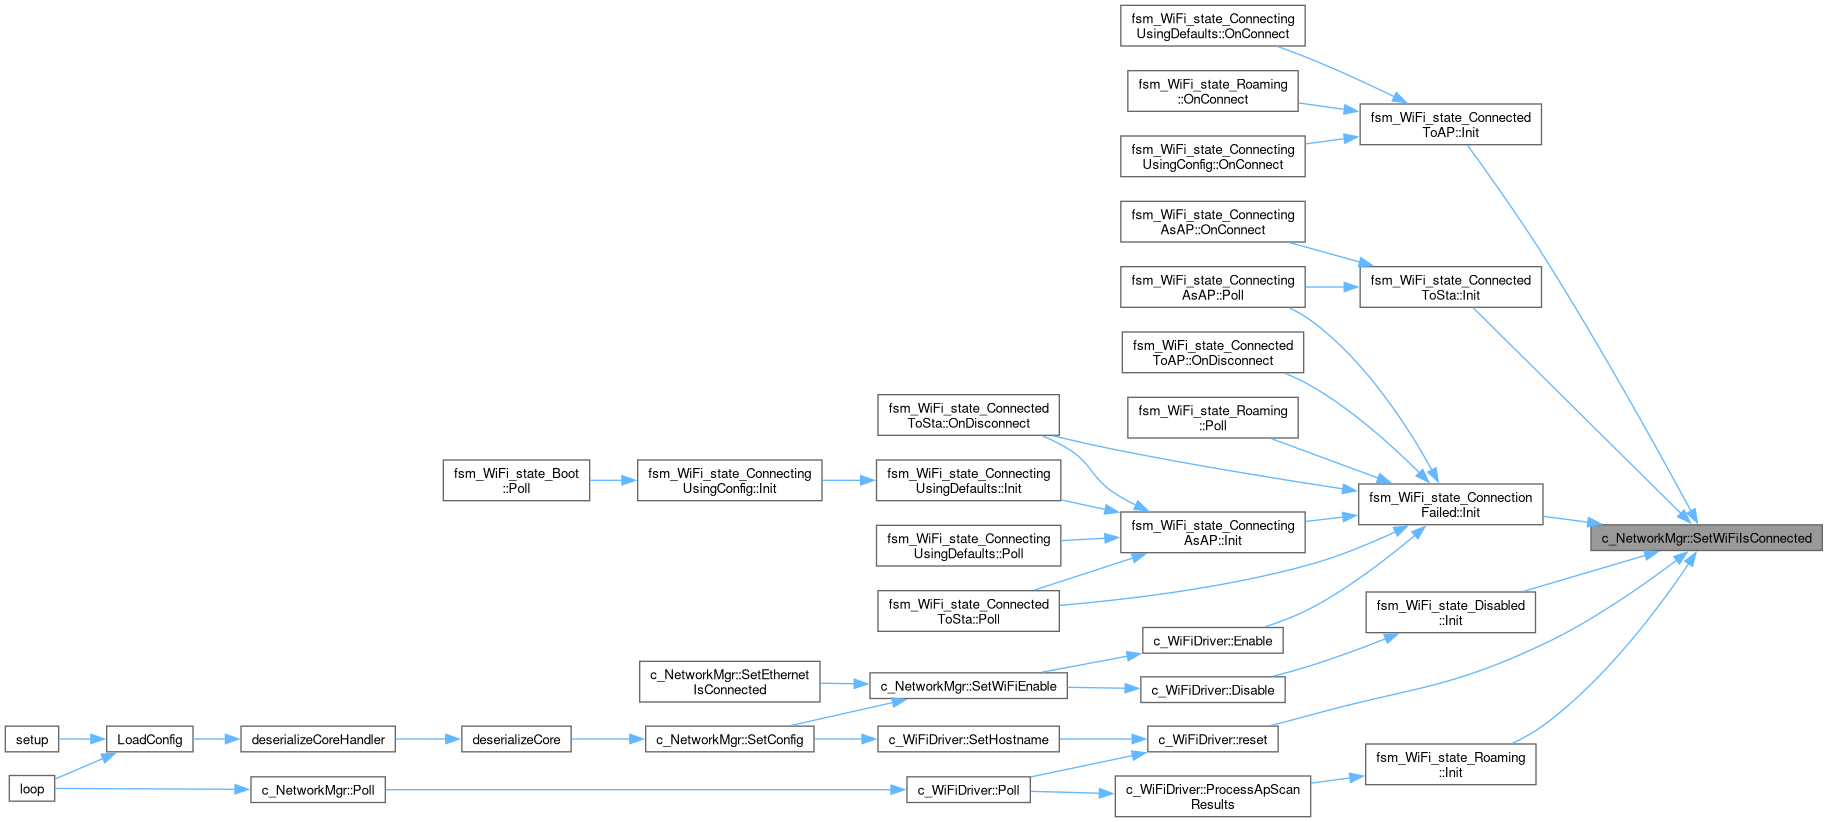 fsm_WiFi_state_Connecting
UsingDefaults::OnConnect
fsm_WiFi_state_Roaming
::OnConnect
fsm_WiFi_state_Connected
ToAP::Init
fsm_WiFi_state_Connecting
UsingConfig::OnConnect
fsm_WiFi_state_Connecting
AsAP::OnConnect
fsm_WiFi_state_Connecting
AsAP::Poll
fsm_WiFi_state_Connected
ToSta::Init
fsm_WiFi_state_Connected
ToAP::OnDisconnect
fsm_WiFi_state_Connected
ToSta::OnDisconnect
fsm_WiFi_state_Roaming
::Poll
fsm_WiFi_state_Boot
::Poll
fsm_WiFi_state_Connecting
UsingConfig::Init
fsm_WiFi_state_Connecting
UsingDefaults::Init
fsm_WiFi_state_Connection
Failed::Init
fsm_WiFi_state_Connecting
UsingDefaults::Poll
fsm_WiFi_state_Connecting
AsAP::Init
c_NetworkMgr::SetWiFiIsConnected
fsm_WiFi_state_Connected
ToSta::Poll
fsm_WiFi_state_Disabled
::Init
c_WiFiDriver::Enable
c_NetworkMgr::SetEthernet
IsConnected
c_NetworkMgr::SetWiFiEnable
c_WiFiDriver::Disable
setup
LoadConfig
deserializeCoreHandler
deserializeCore
c_NetworkMgr::SetConfig
c_WiFiDriver::SetHostname
c_WiFiDriver::reset
fsm_WiFi_state_Roaming
::Init
loop
c_NetworkMgr::Poll
c_WiFiDriver::Poll
c_WiFiDriver::ProcessApScan
Results